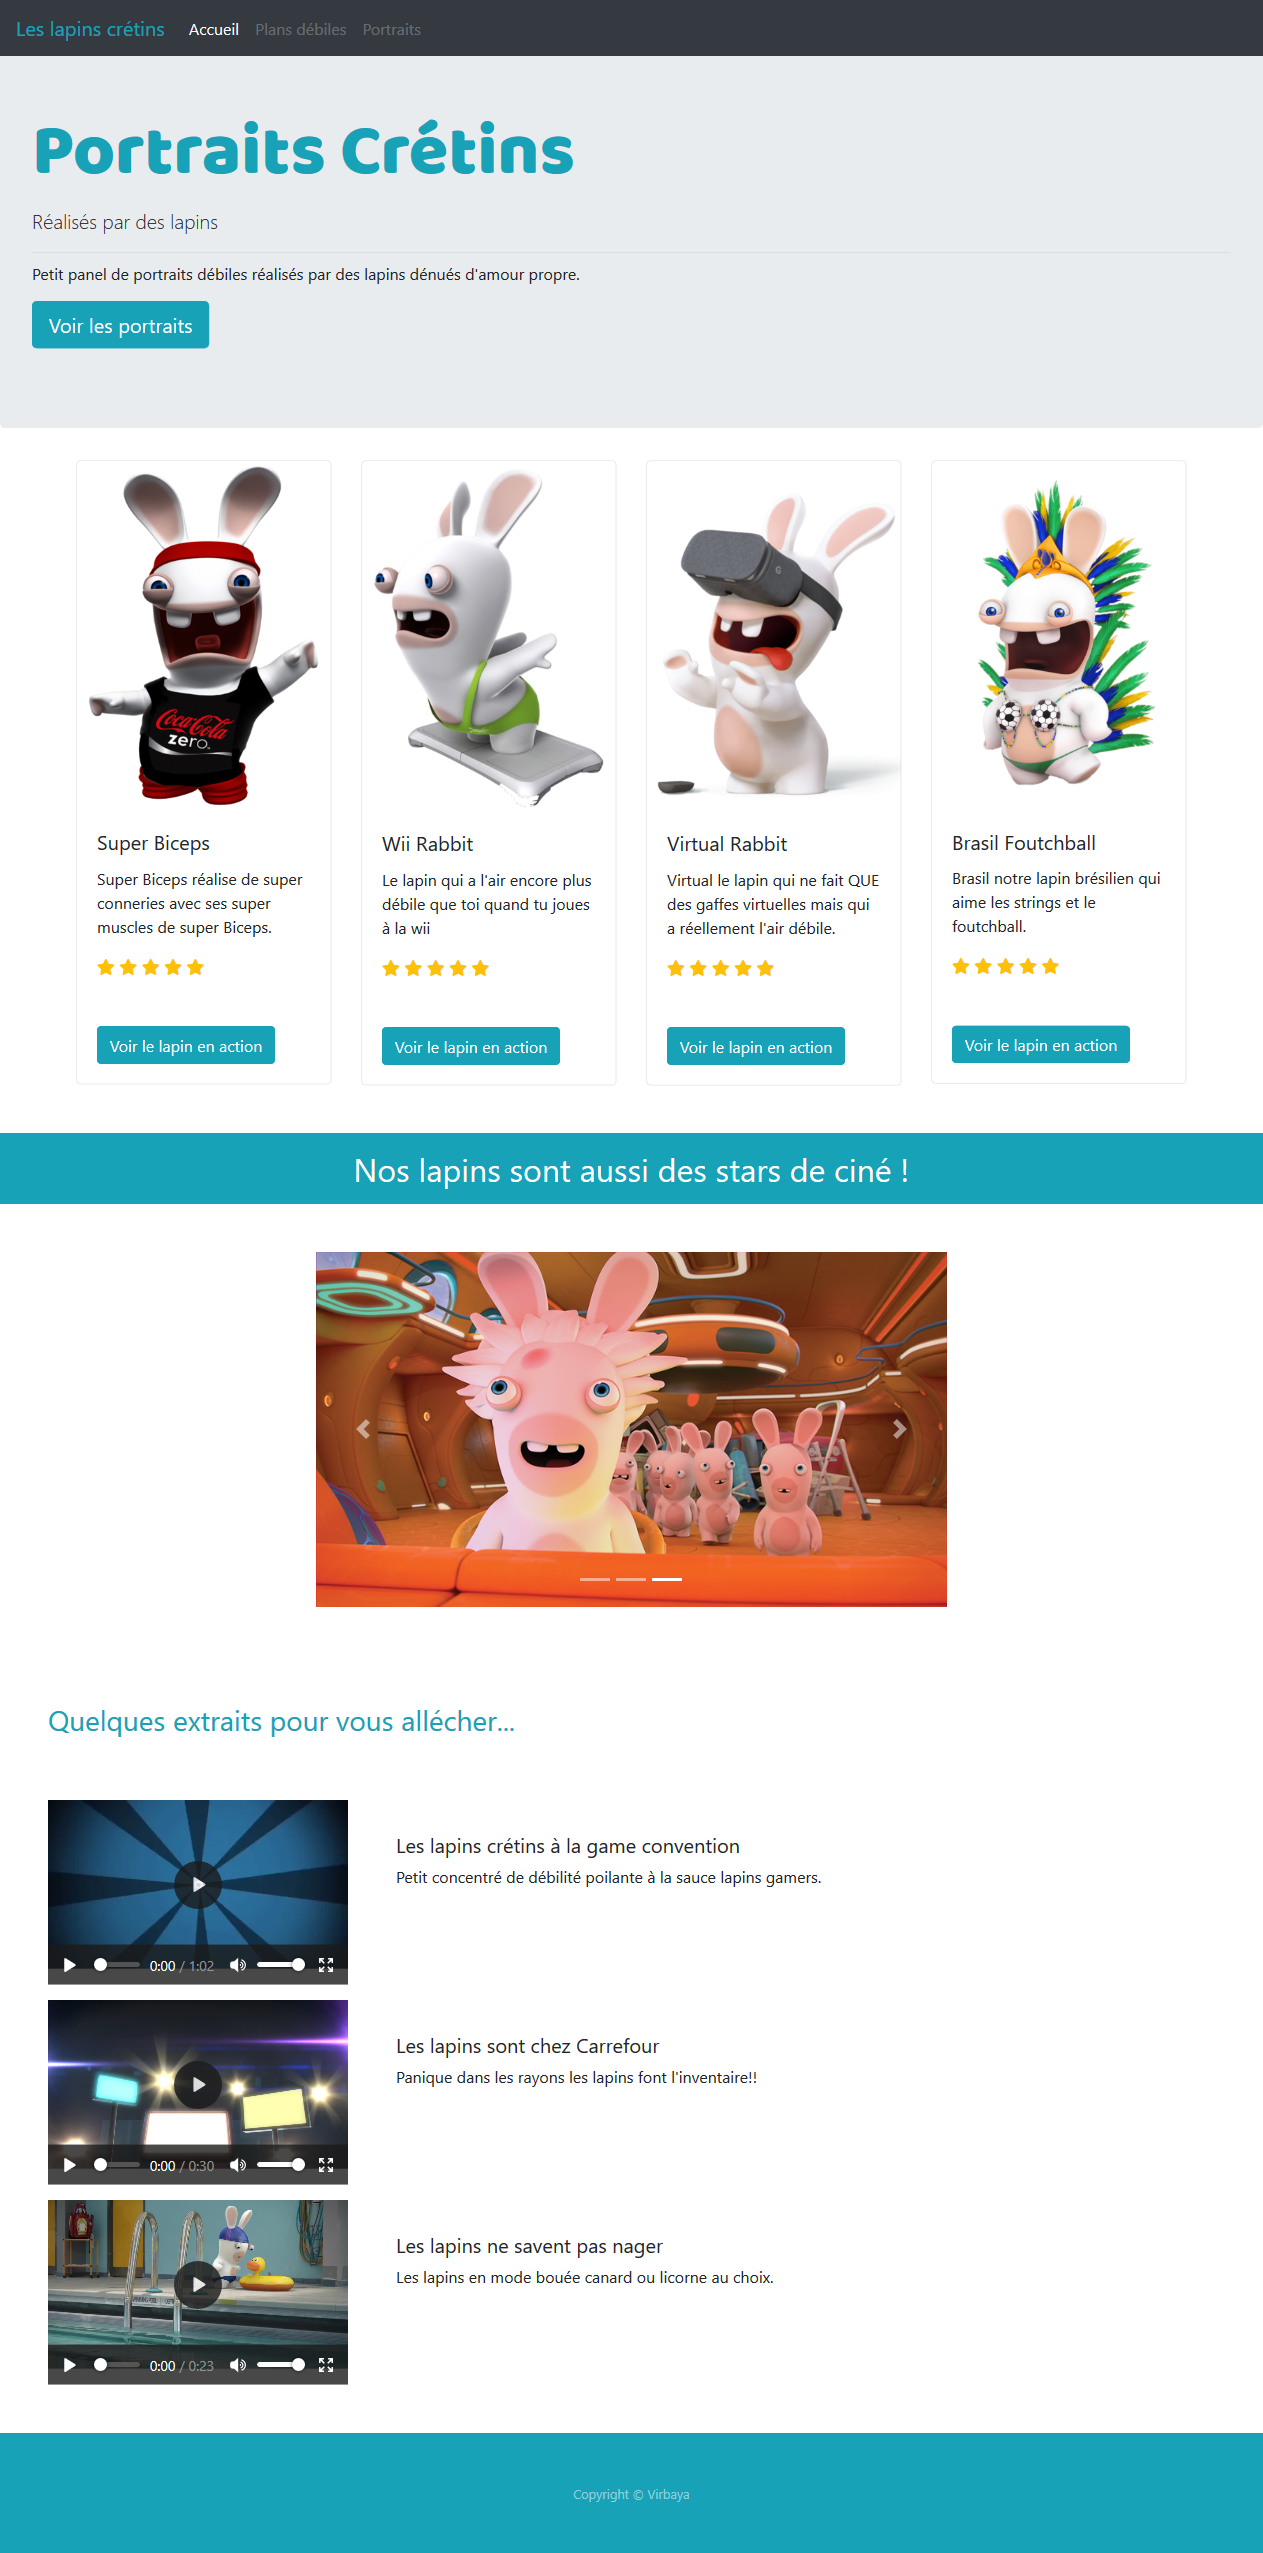 Les lapins crétins Accueil Plans débiles Portraits
Portraits Crétins
Réalisés par des lapins
Petit panel de portraits débiles réalisés par des lapins dénués d'amour propre.
Voir les portraits
Coca-Cola
zero.
G
Super Biceps
Super Biceps réalise de super
conneries avec ses super
muscles de super Biceps.
Voir le lapin en action
Wii Rabbit
Le lapin qui a l'air encore plus
débile que toi quand tu joues
à la wii
Voir le lapin en action
Virtual Rabbit
Virtual le lapin qui ne fait QUE
des gaffes virtuelles mais qui
a réellement l'air débile.
Voir le lapin en action
Brasil Foutchball
Brasil notre lapin brésilien qui
aime les strings et le
foutchball.
Voir le lapin en action
Nos lapins sont aussi des stars de ciné !
Quelques extraits pour vous allécher...
0:00 / 1:02
Les lapins crétins à la game convention
Petit concentré de débilité poilante à la sauce lapins gamers.
0:00 / 0:30
Les lapins sont chez Carrefour
Panique dans les rayons les lapins font l'inventaire!!
0:00 / 0:23
Les lapins ne savent pas nager
Les lapins en mode bouée canard ou licorne au choix.
Copyright © Virbaya